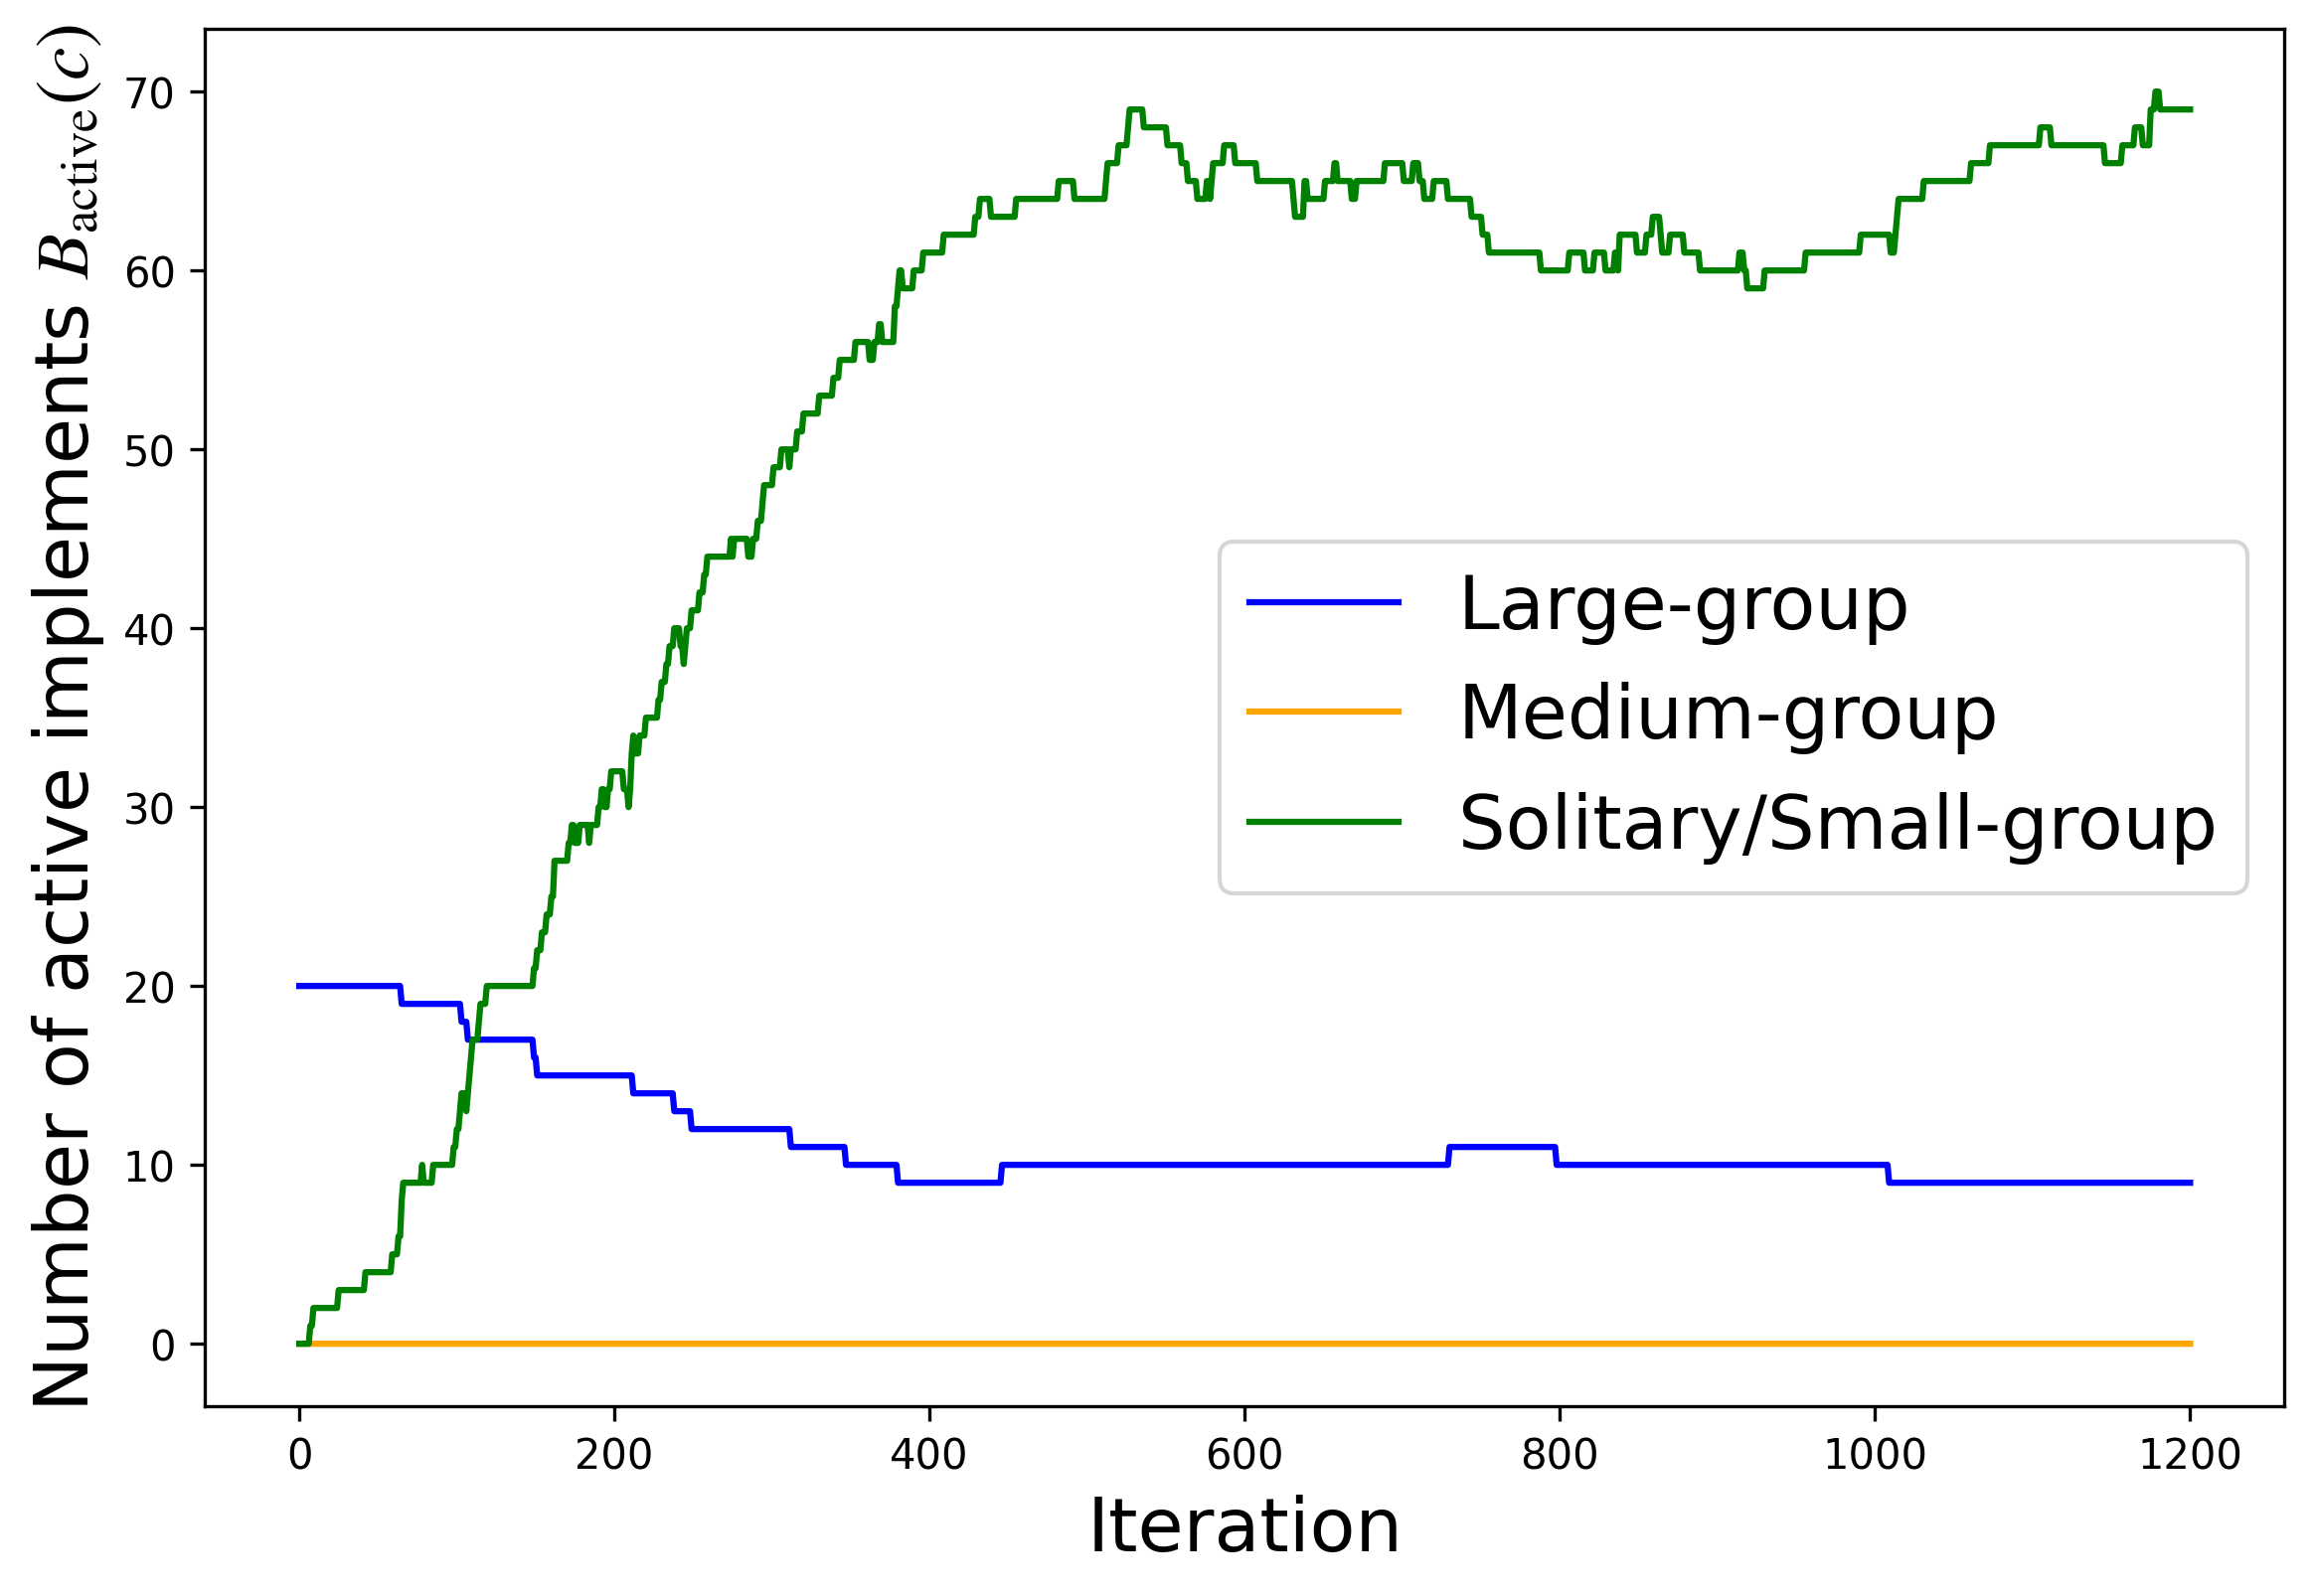 Number of active implements B_active(c)
70
60
50
40
30
20
10
0
Large-group
Medium-group
Solitary/Small-group
0 200 400 600 800 1000 1200
Iteration